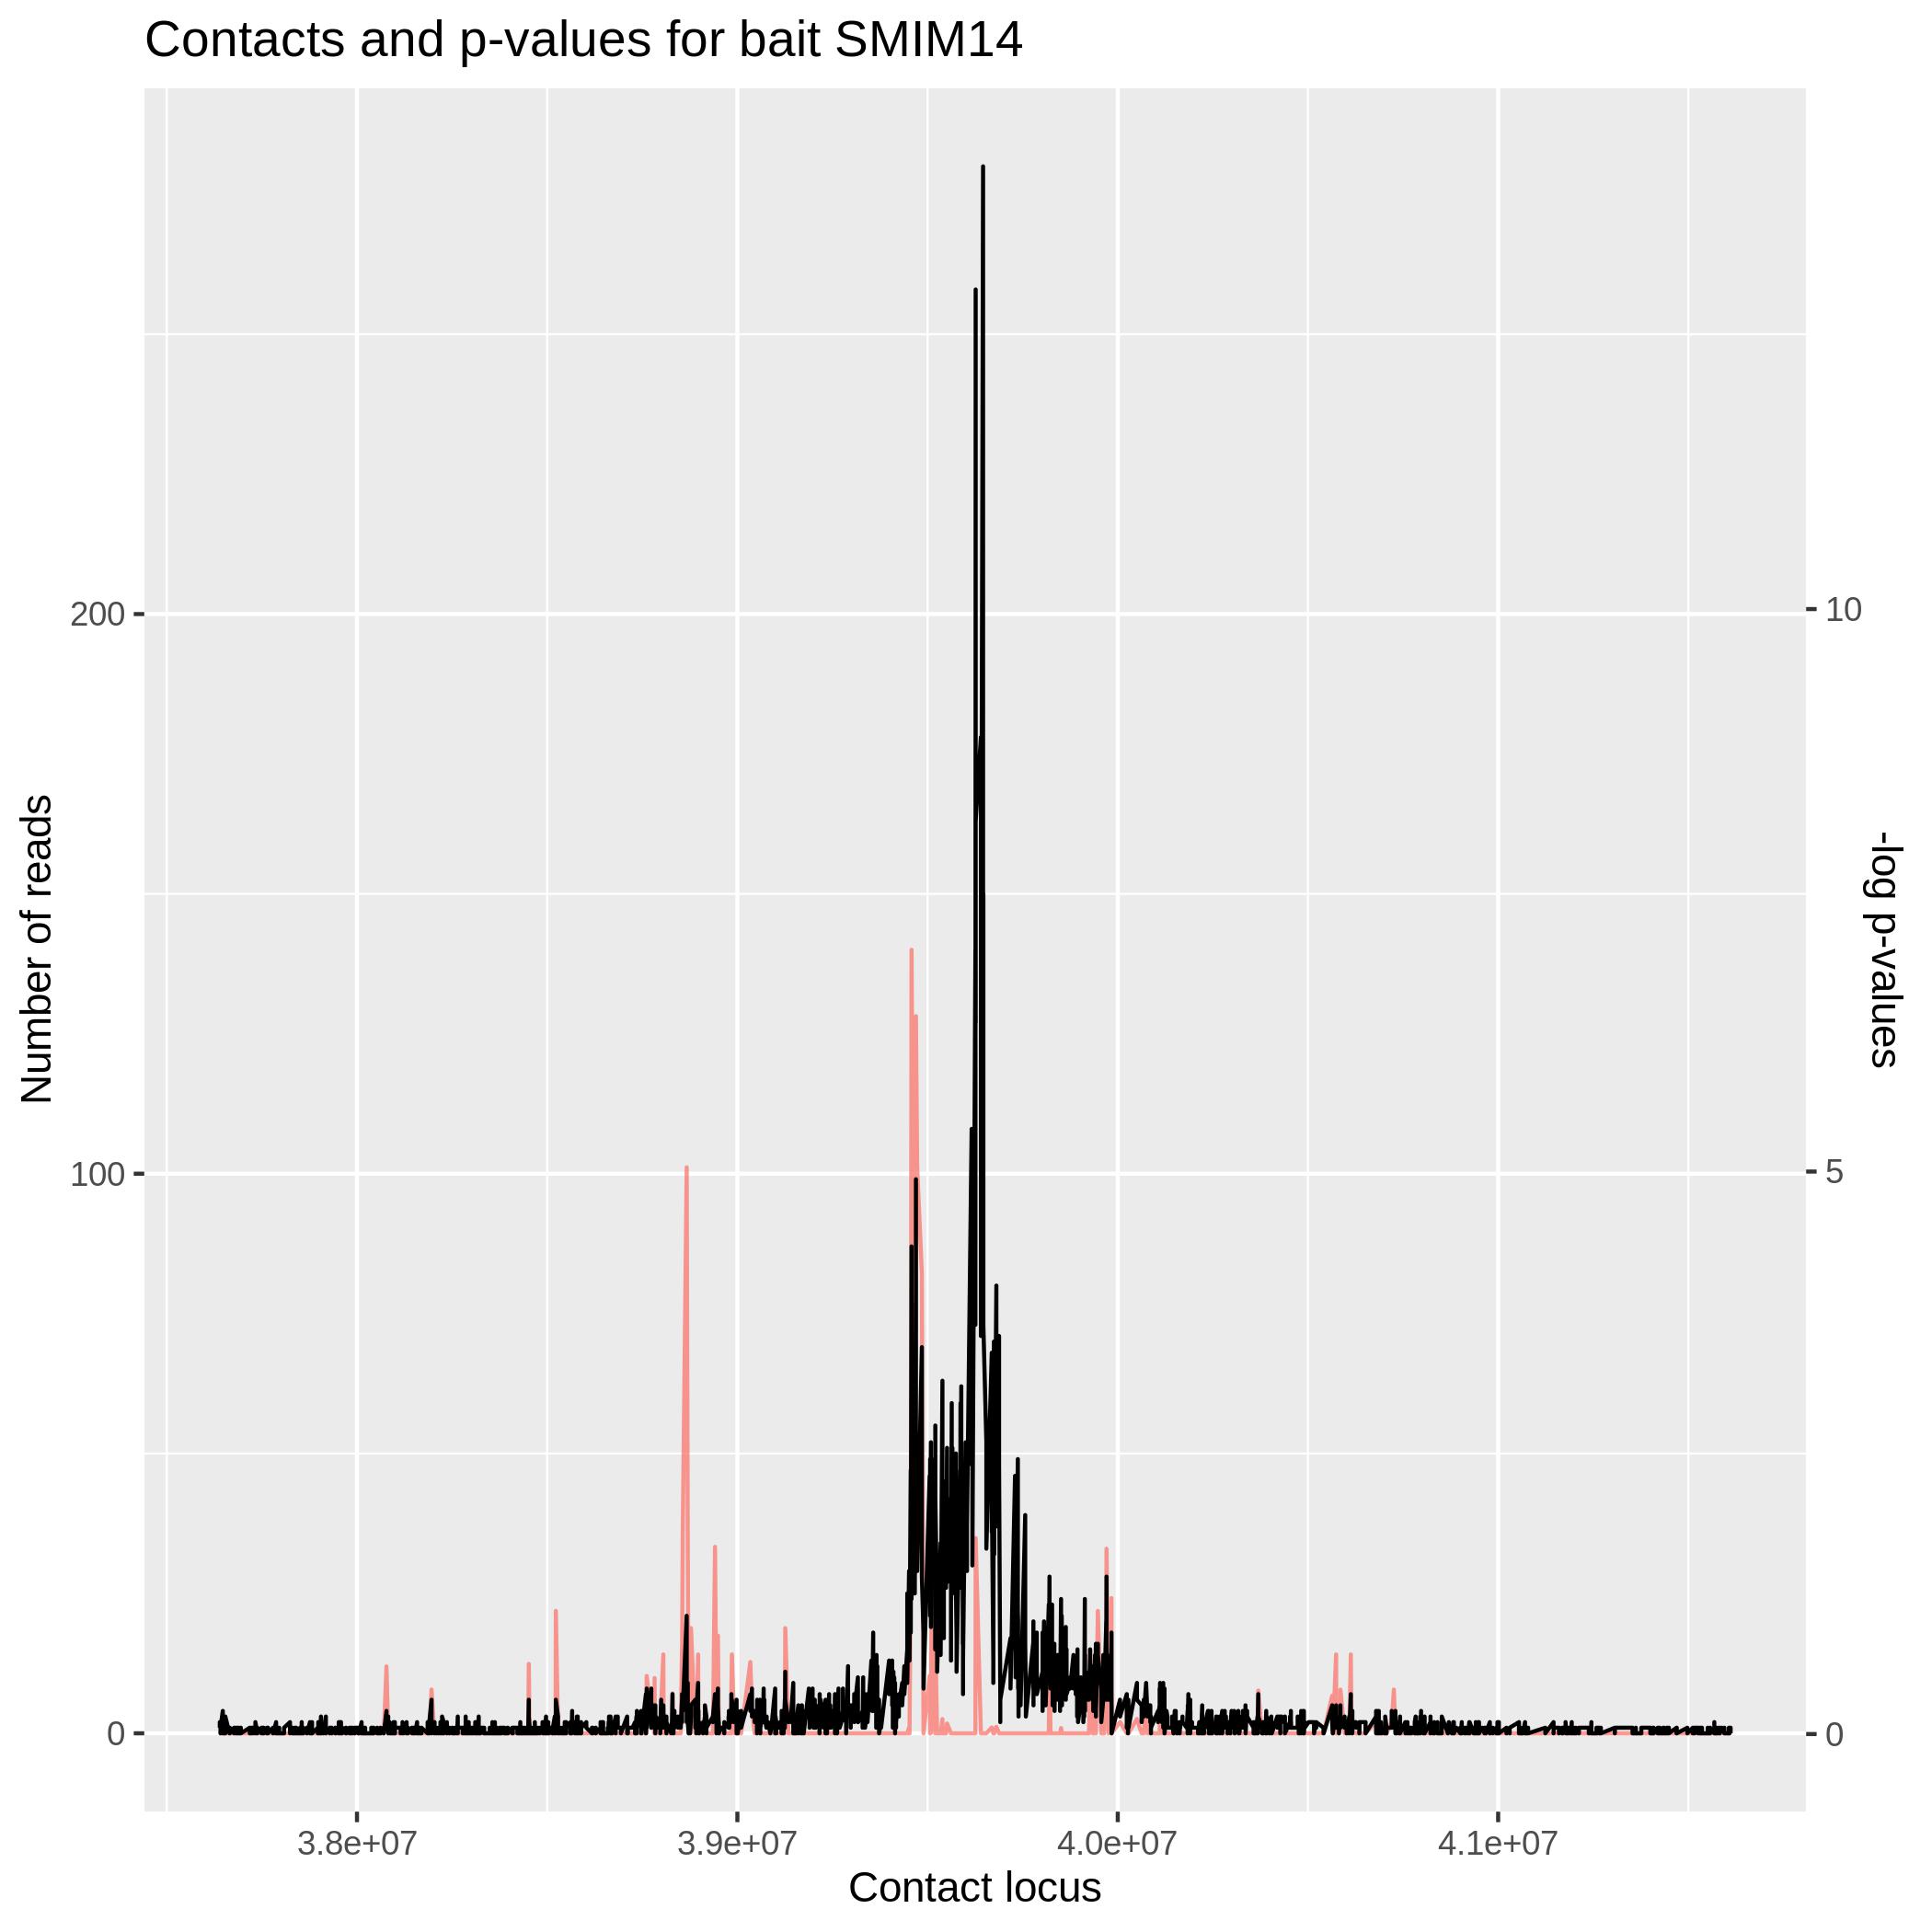 Contacts and p-values for bait SMIM14
Number of reads
200
100
0
10
5
0
-log p-values
3.8e+07
3.9e+07
4.0e+07
4.1e+07
Contact locus